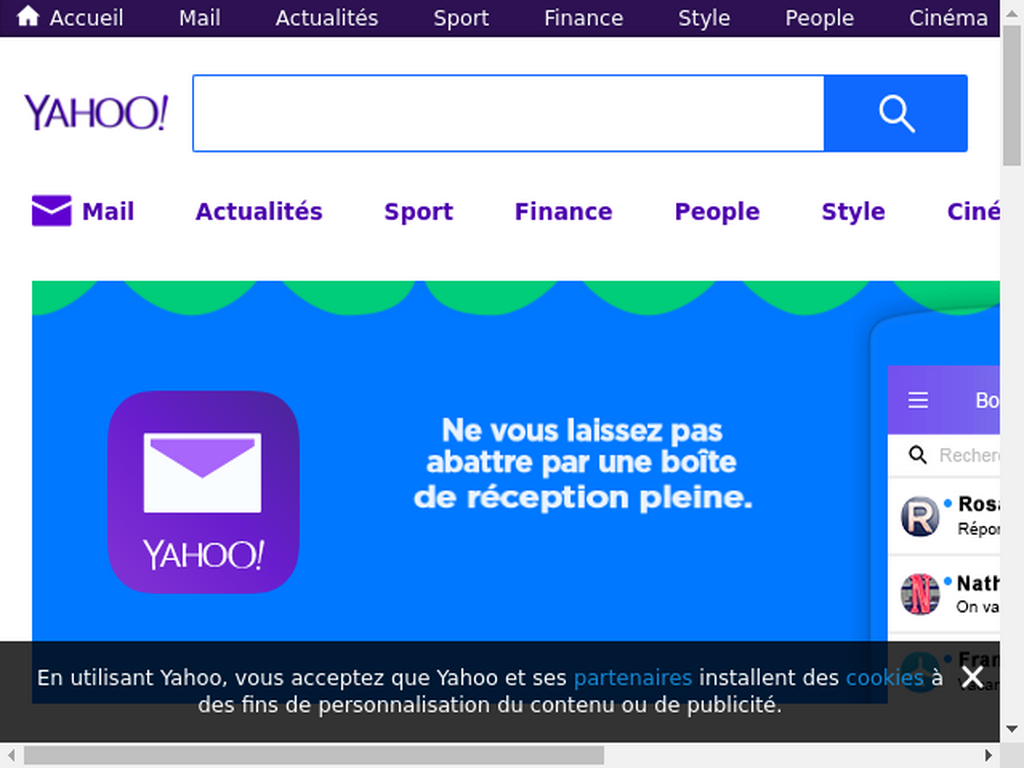 Accueil Mail Actualités Sport Finance Style People Cinéma
YAHOO!
Mail Actualités Sport Finance People Style Ciné
Ne vous laissez pas
abattre par une boîte
de réception pleine.
YAHOO!
Bo
Recher
R
Rosa
Répon
N
Nath
On va
Fran
En utilisant Yahoo, vous acceptez que Yahoo et ses partenaires installent des cookies à
des fins de personnalisation du contenu ou de publicité.